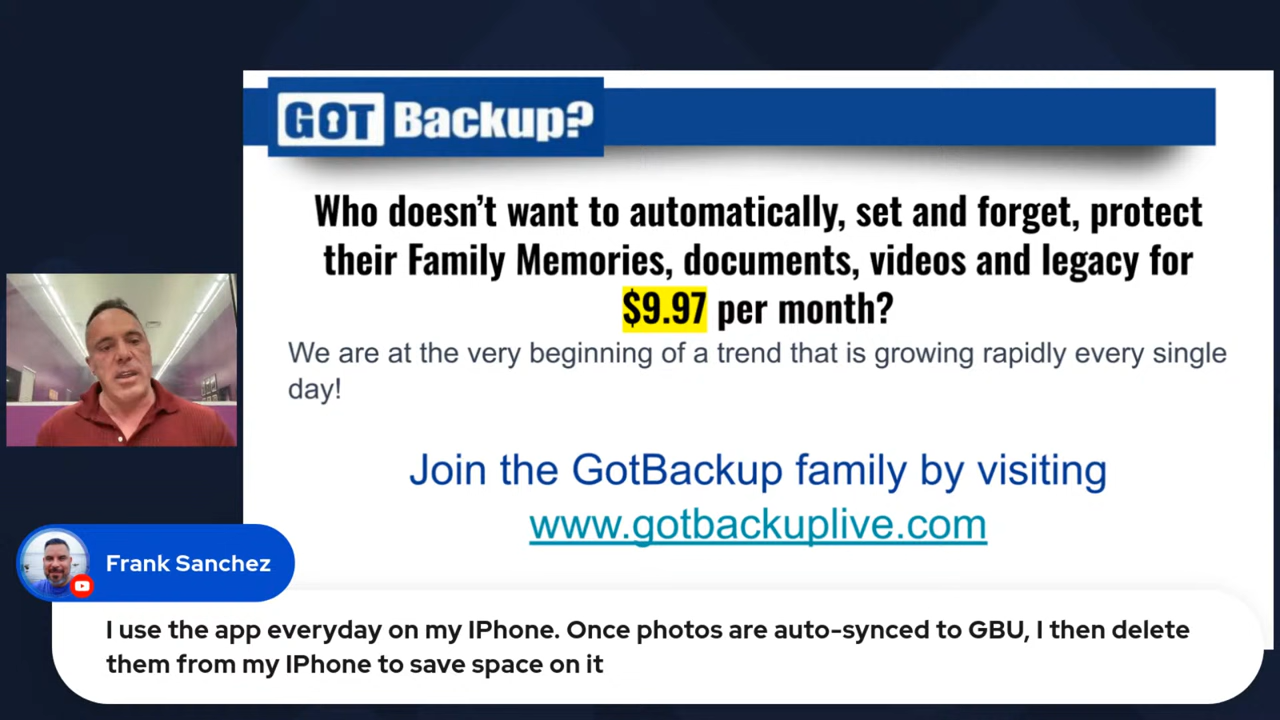 GOT Backup?
Who doesn’t want to automatically, set and forget, protect
their Family Memories, documents, videos and legacy for
$9.97 per month?
We are at the very beginning of a trend that is growing rapidly every single
day!
Join the GotBackup family by visiting
www.gotbackuplive.com
Frank Sanchez
I use the app everyday on my IPhone. Once photos are auto-synced to GBU, I then delete
them from my IPhone to save space on it